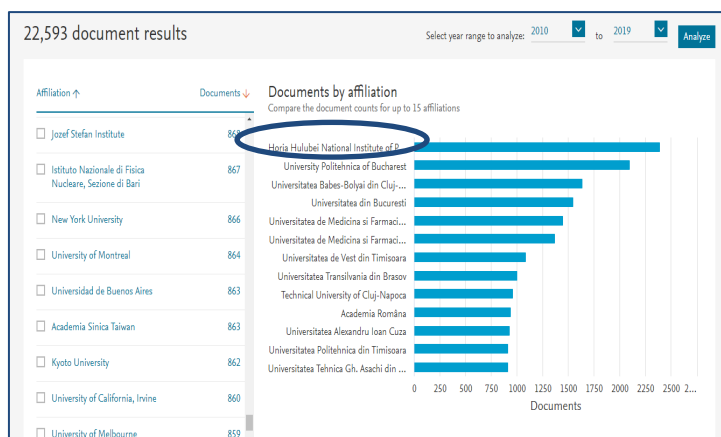 22,593 document results
Select year range to analyze: 2010 to 2019 Analyze
Affiliation ↑ Documents ↓
Jozef Stefan Institute 868
Istituto Nazionale di Fisica
Nucleare, Sezione di Bari 867
New York University 866
University of Montreal 864
Universidad de Buenos Aires 863
Academia Sinica Taiwan 863
Kyoto University 862
University of California, Irvine 860
University of Melbourne 859
Documents by affiliation
Compare the document counts for up to 15 affiliations
Horia Hulubei National Institute of P...
University Politehnica of Bucharest
Universitatea Babes-Bolyai din Cluj-...
Universitatea din Bucuresti
Universitatea de Medicina si Farmaci...
Universitatea de Medicina si Farmaci...
Universitatea de Vest din Timisoara
Universitatea Transilvania din Brasov
Technical University of Cluj-Napoca
Academia Română
Universitatea Alexandru Ioan Cuza
Universitatea Politehnica din Timisoara
Universitatea Tehnica Gh. Asachi din ...
0 250 500 750 1000 1250 1500 1750 2000 2250 2500 2...
Documents